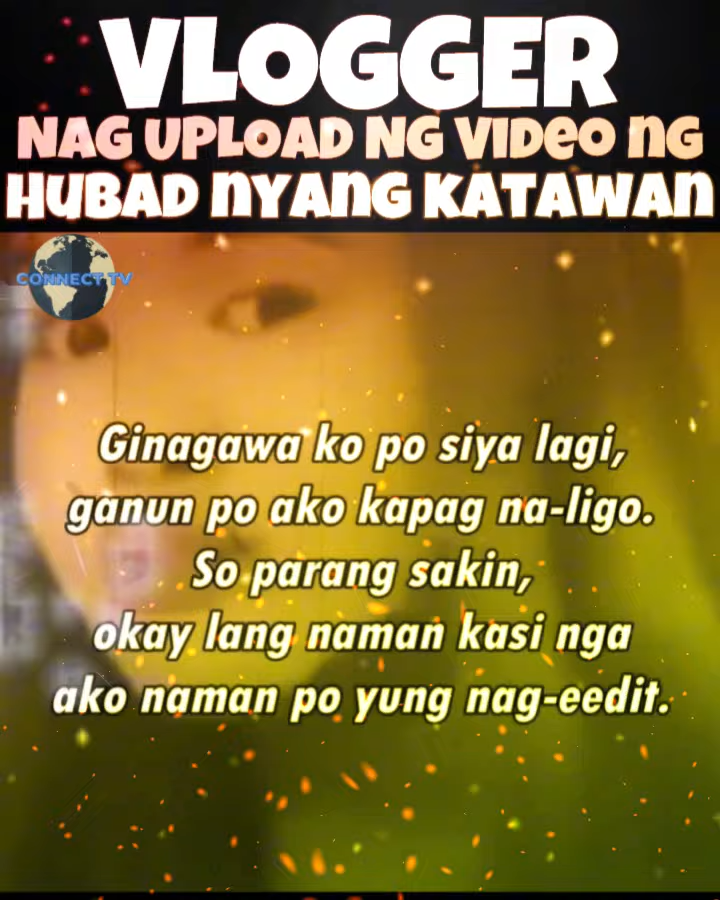 VLOGGER
NAG UPLOAD NG VIDEO NG
HUBAD NYANG KATAWAN
CONNECT TV
Ginagawa ko po siya lagi,
ganun po ako kapag na-ligo.
So parang sakin,
okay lang naman kasi nga
ako naman po yung nag-eedit.